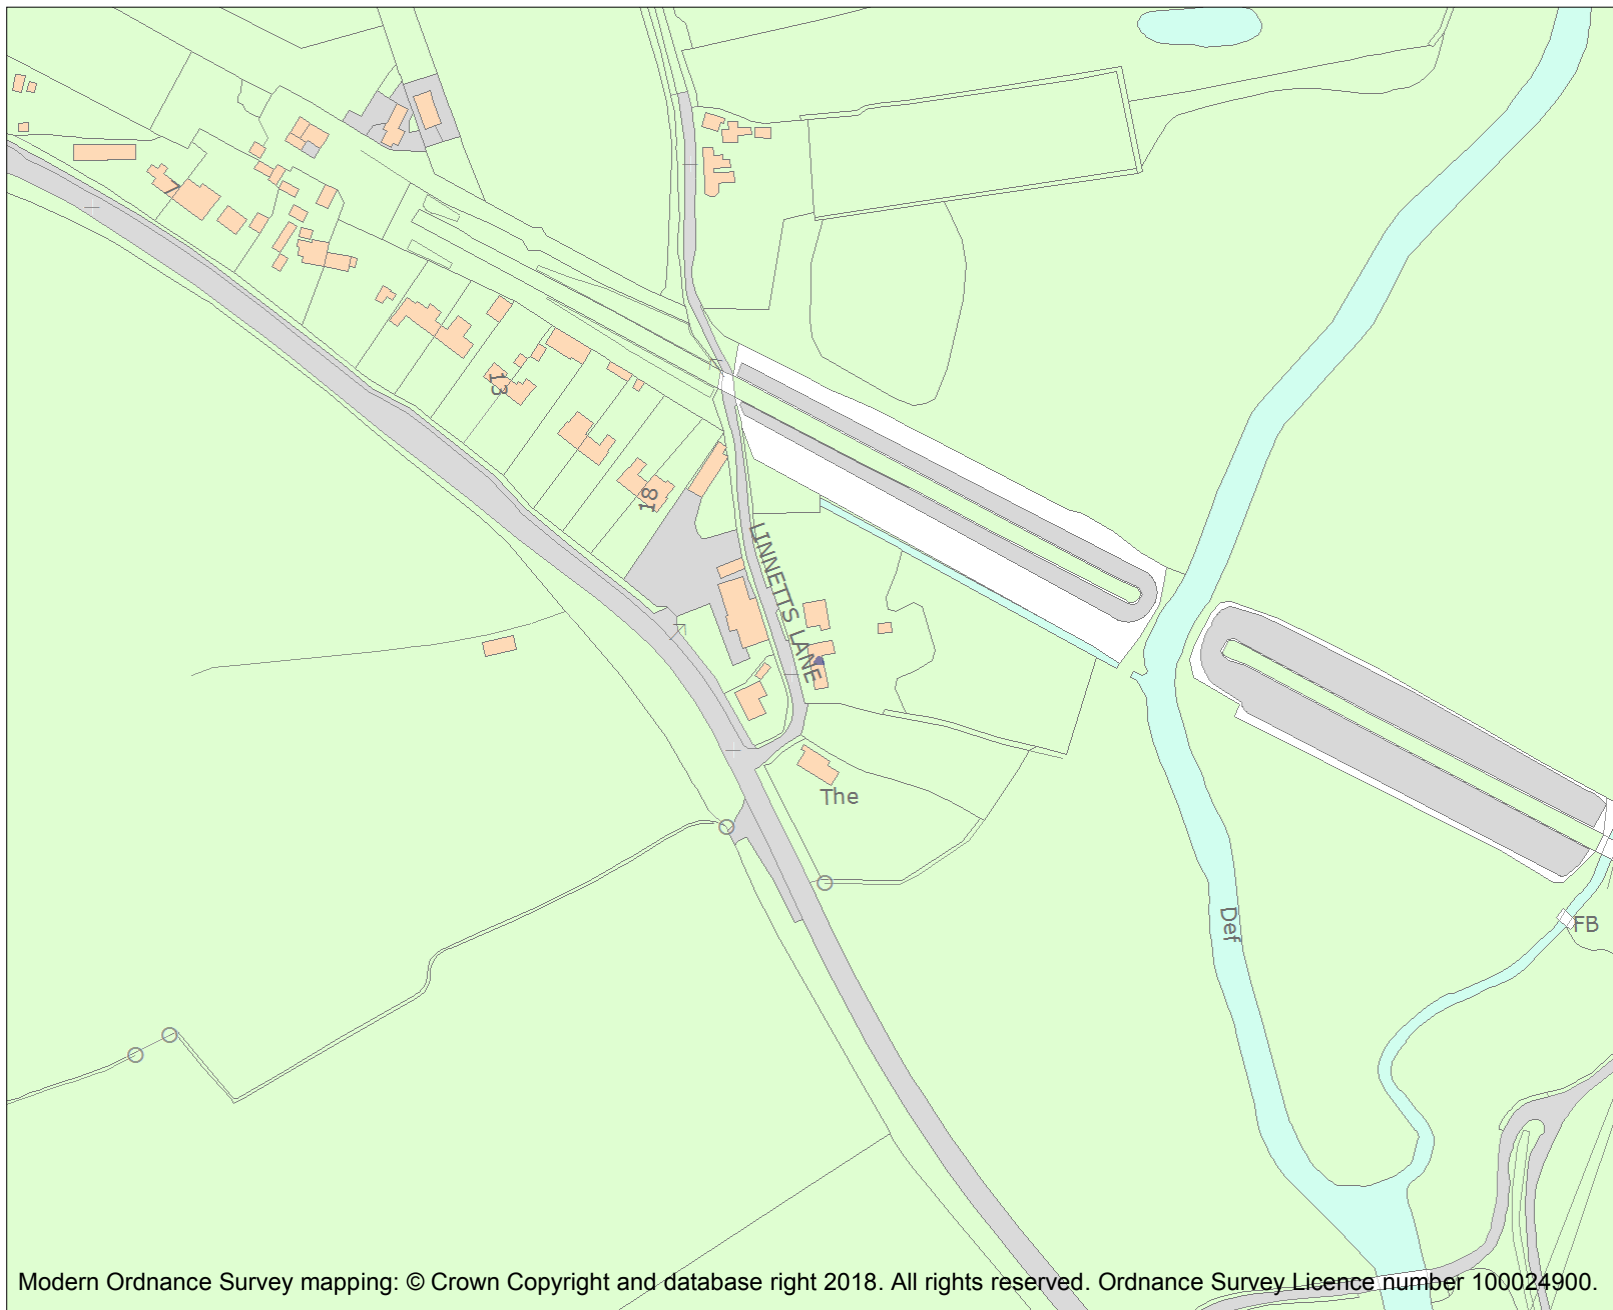 7
13
18
LINNETTS LANE
The
Def
FB
Modern Ordnance Survey mapping: © Crown Copyright and database right 2018. All rights reserved. Ordnance Survey Licence number 100024900.